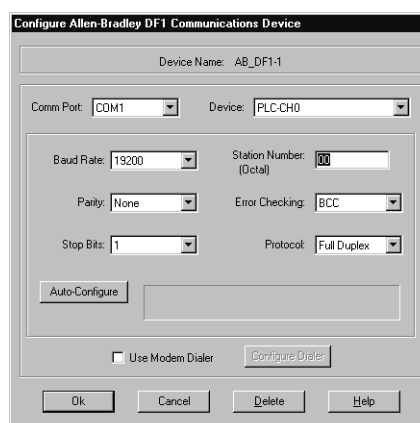 Configure Allen-Bradley DF1 Communications Device
Device Name: AB_DF1-1
Comm Port: COM1 Device: PLC-CH0
Baud Rate: 19200 Station Number: 00
(Octal)
Parity: None Error Checking: BCC
Stop Bits: 1 Protocol: Full Duplex
Auto-Configure
Use Modem Dialer Configure Dialer
Ok Cancel Delete Help